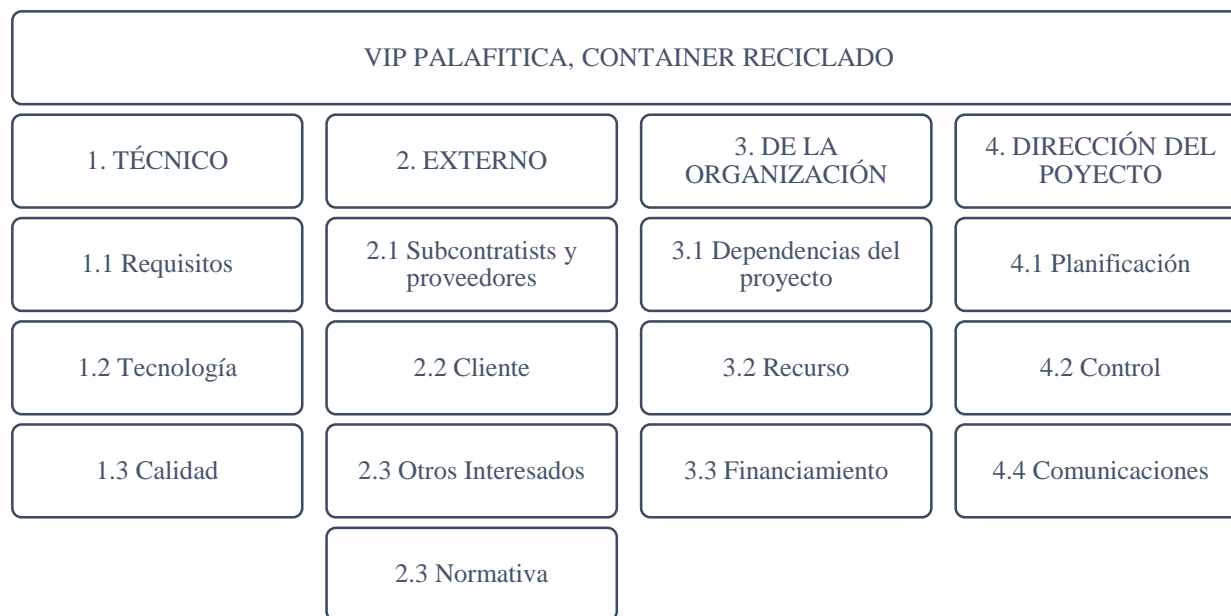 VIP PALAFITICA, CONTAINER RECICLADO
1. TÉCNICO
1.1 Requisitos
1.2 Tecnología
1.3 Calidad
2. EXTERNO
2.1 Subcontratists y
proveedores
2.2 Cliente
2.3 Otros Interesados
2.3 Normativa
3. DE LA
ORGANIZACIÓN
3.1 Dependencias del
proyecto
3.2 Recurso
3.3 Financiamiento
4. DIRECCIÓN DEL
POYECTO
4.1 Planificación
4.2 Control
4.4 Comunicaciones